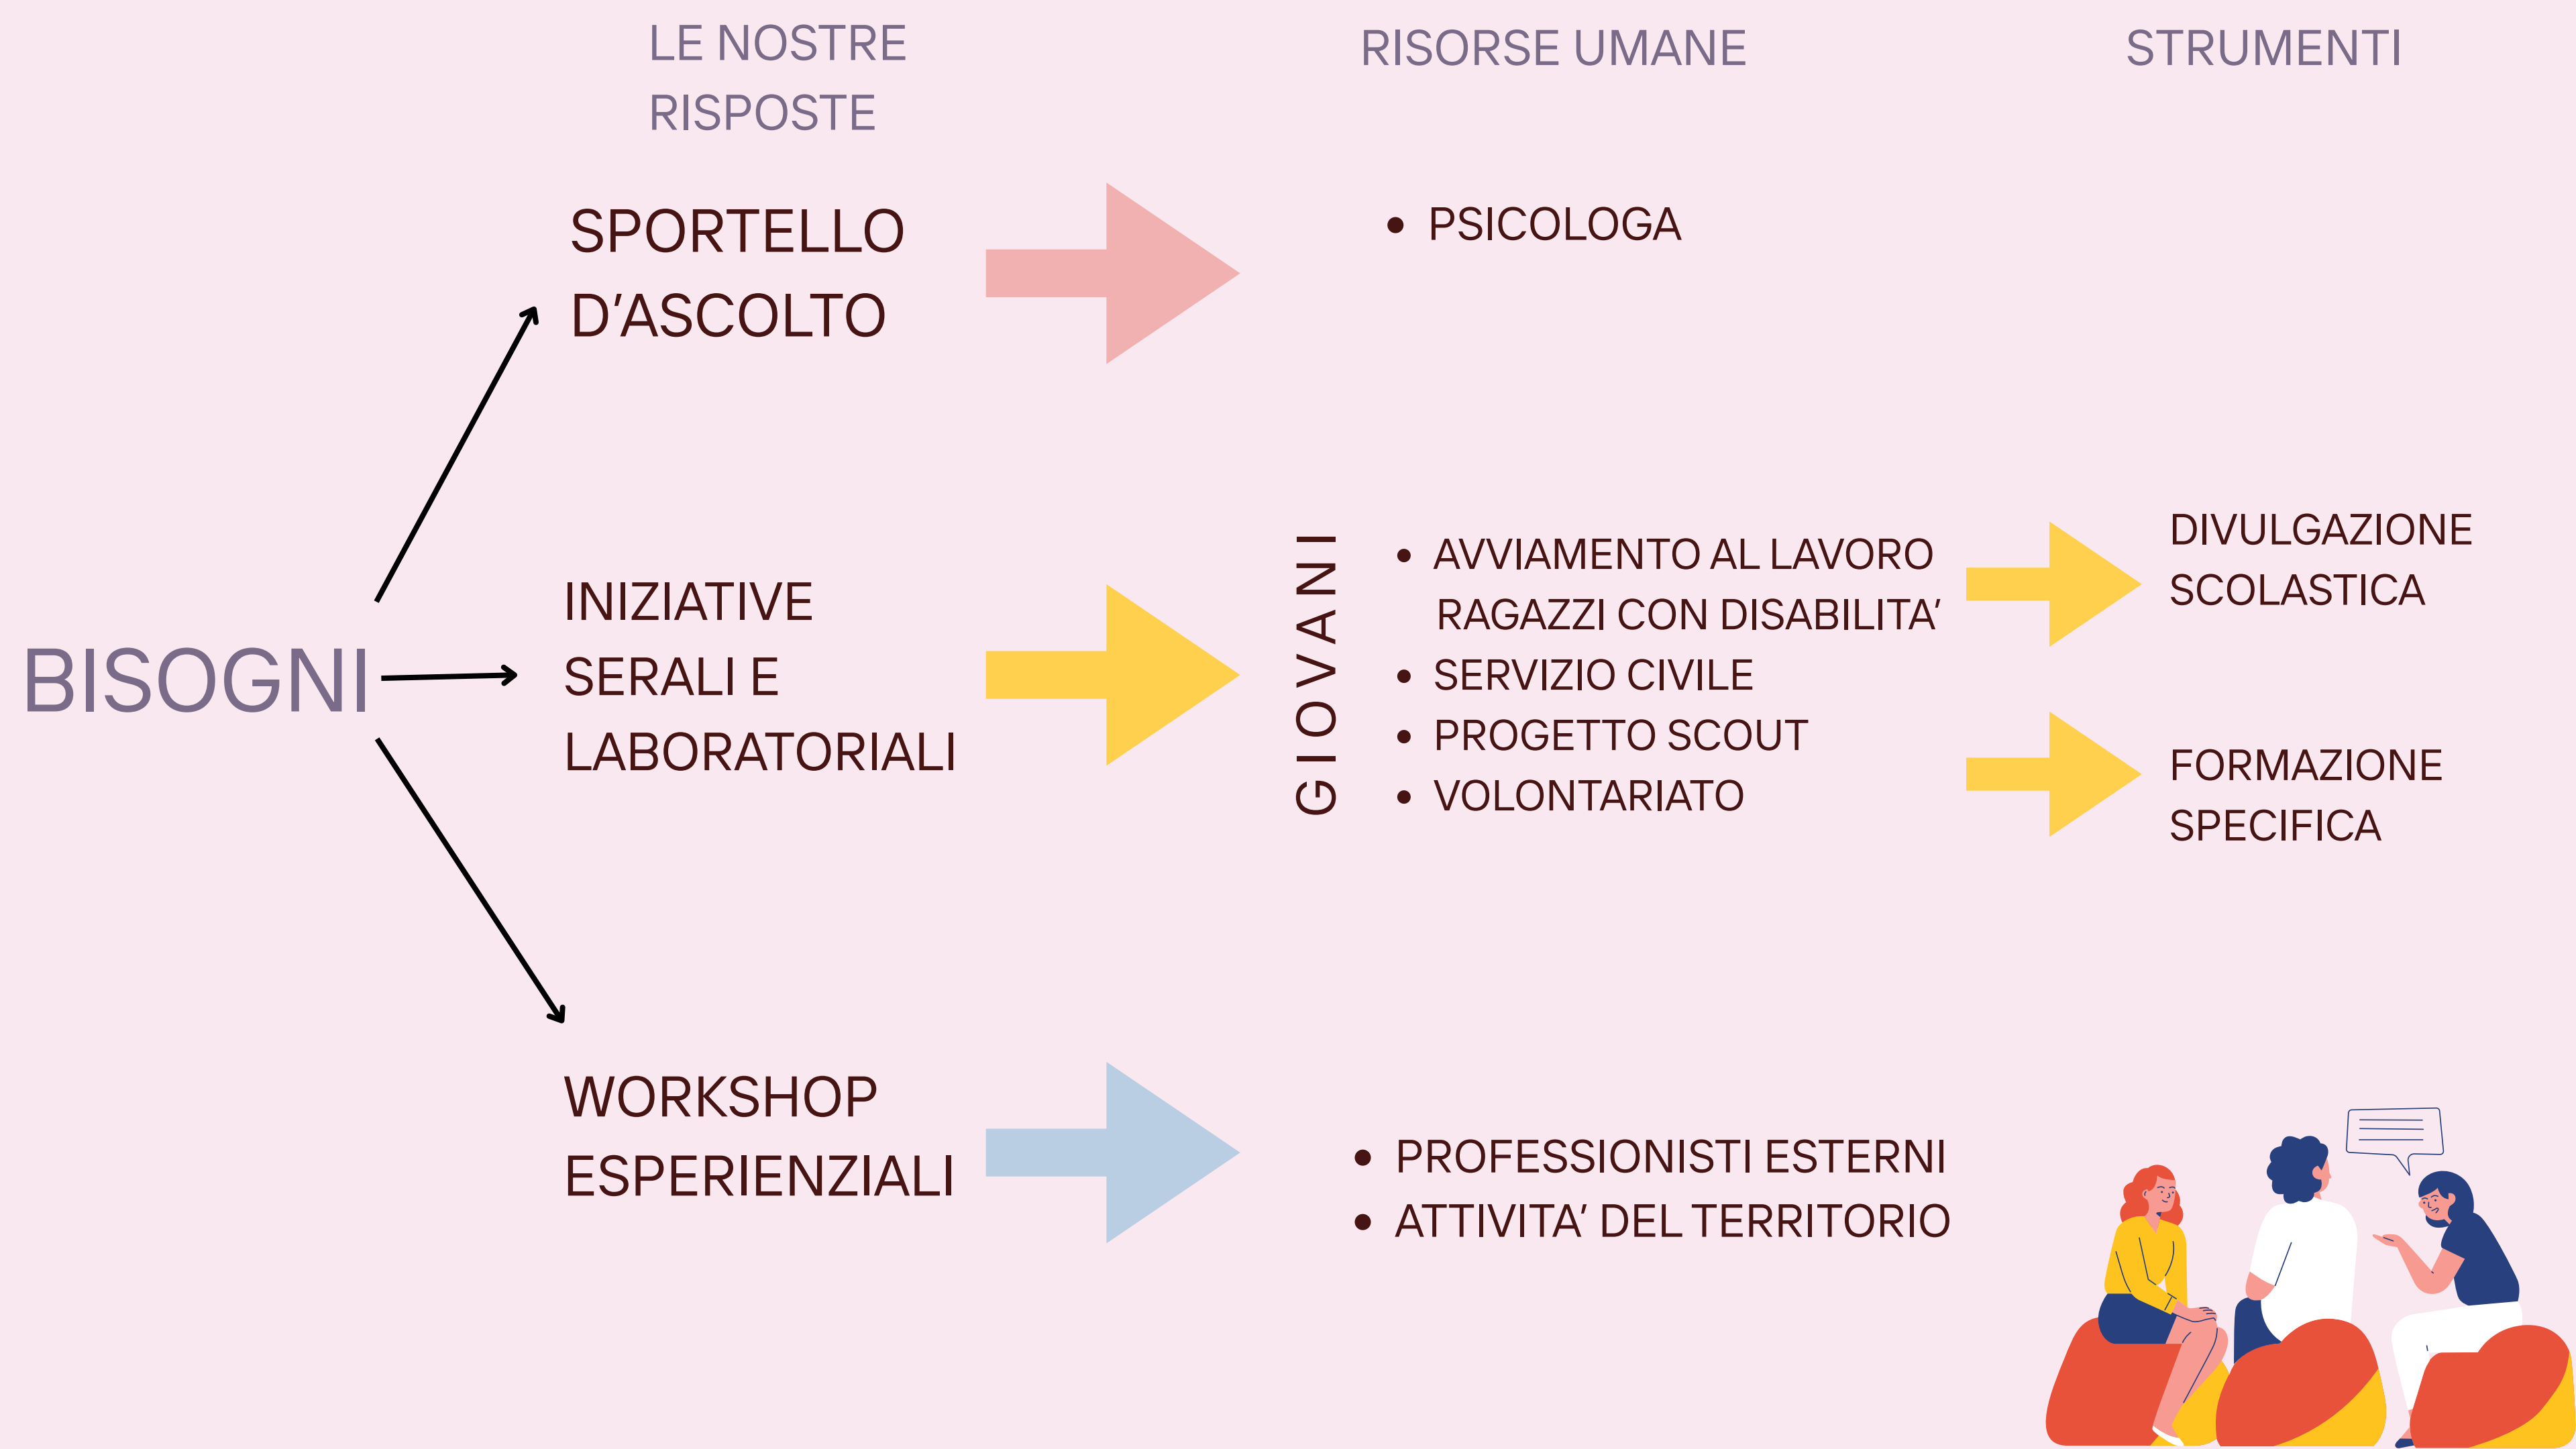 LE NOSTRE
RISPOSTE
RISORSE UMANE
STRUMENTI
SPORTELLO
D’ASCOLTO
• PSICOLOGA
BISOGNI
INIZIATIVE
SERALI E
LABORATORIALI
GIOVANI
• AVVIAMENTO AL LAVORO
RAGAZZI CON DISABILITA’
• SERVIZIO CIVILE
• PROGETTO SCOUT
• VOLONTARIATO
DIVULGAZIONE
SCOLASTICA
FORMAZIONE
SPECIFICA
WORKSHOP
ESPERIENZIALI
• PROFESSIONISTI ESTERNI
• ATTIVITA’ DEL TERRITORIO